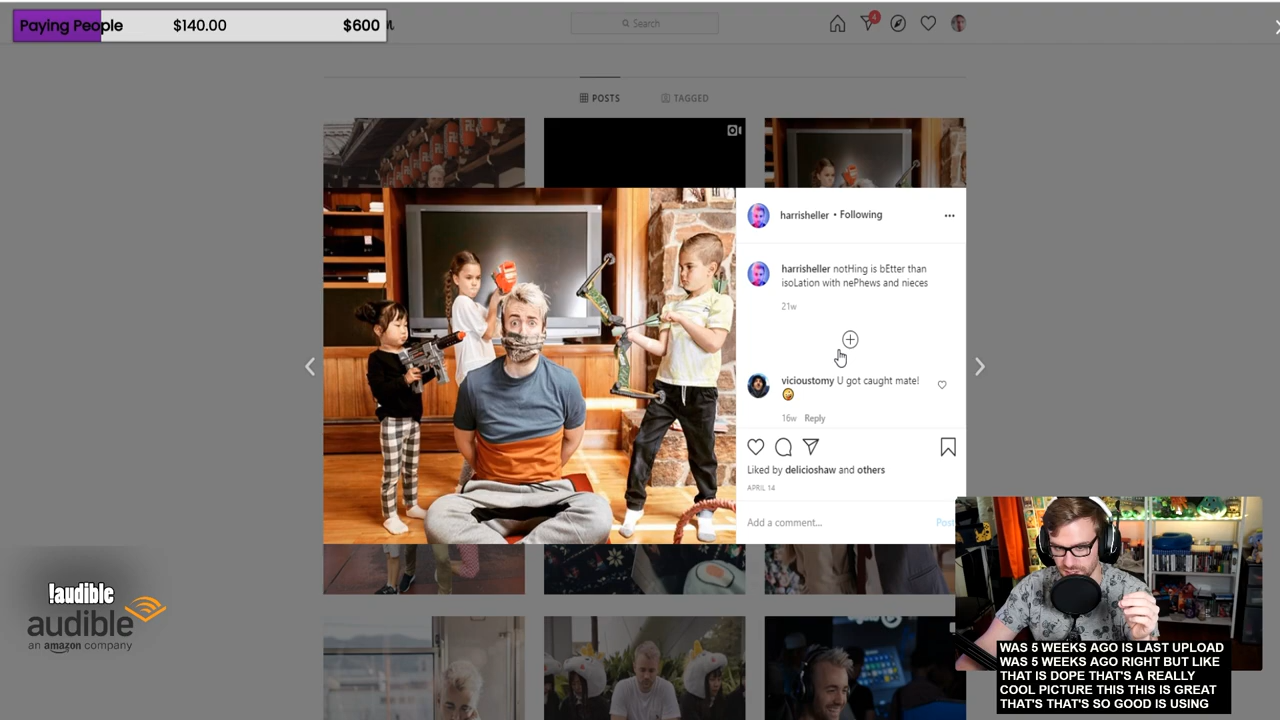 Paying People $140.00 $600
Search
4
POSTS TAGGED
harrisheller • Following
harrisheller notHing is bEtter than
isoLation with nePhews and nieces
21w
vicioustomy U got caught mate!
16w Reply
Liked by delicioshaw and others
APRIL 14
Add a comment... Post
!audible
audible
an amazon company
WAS 5 WEEKS AGO IS LAST UPLOAD
WAS 5 WEEKS AGO RIGHT BUT LIKE
THAT IS DOPE THAT'S A REALLY
COOL PICTURE THIS THIS IS GREAT
THAT'S THAT'S SO GOOD IS USING